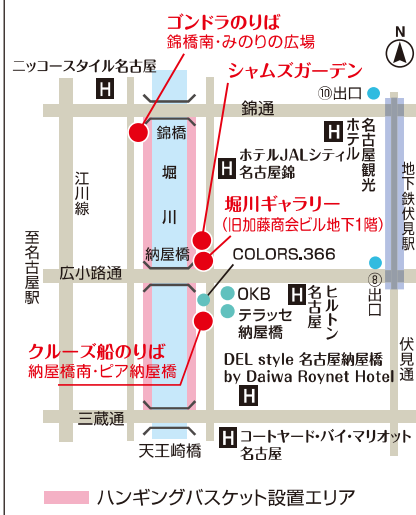 ゴンドラのりば
錦橋南・みのりの広場
N
ニッコースタイル名古屋
H
シャムズガーデン
⑩出口
錦通
錦橋
H
ホテル
名古屋観光
H
ホテルJALシティ
名古屋錦
堀川
江川線
地下鉄伏見駅
堀川ギャラリー
(旧加藤商会ビル地下1階)
納屋橋
COLORS.366
至名古屋駅
広小路通
⑧出口
OKB
テラッセ
納屋橋
H
ヒルトン
名古屋
クルーズ船のりば
納屋橋南・ピア納屋橋
伏見通
DEL style 名古屋納屋橋
by Daiwa Roynet Hotel
H
三蔵通
天王崎橋
H
コートヤード・バイ・マリオット
名古屋
ハンギングバスケット設置エリア